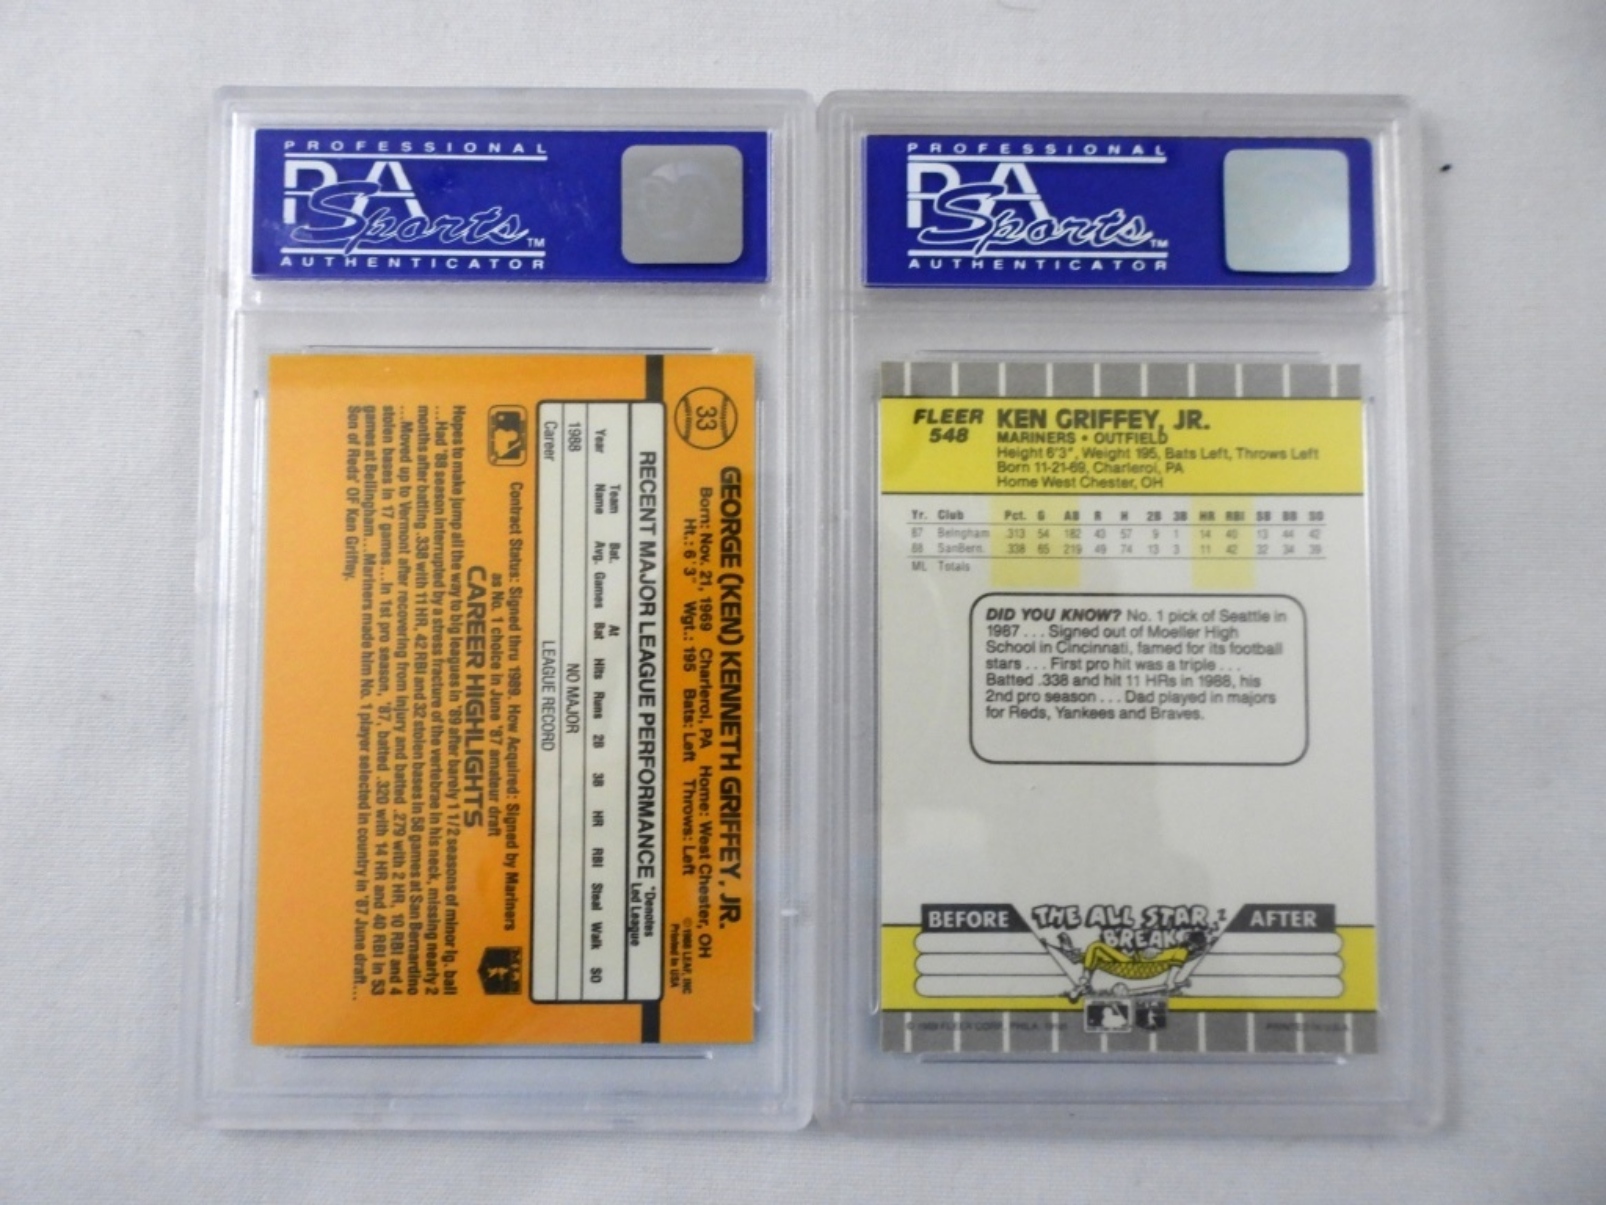 PROFESSIONAL
Sports™
AUTHENTICATOR
33
GEORGE (KEN) KENNETH GRIFFEY, JR.
Born: Nov. 21, 1969 Charleroi, PA Home: West Chester, OH
Ht.: 6'3" Wgt.: 195 Bats: Left Throws: Left
©1988 LEAF, INC
Printed in USA
RECENT MAJOR LEAGUE PERFORMANCE
*Denotes
Led League
Year Team Name Bat. Avg. Games At Bat Hits Runs 2B 3B HR RBI Steal Walk SO
1988 NO MAJOR
Career LEAGUE RECORD
Contract Status: Signed thru 1989. How Acquired: Signed by Mariners
as No. 1 choice in June '87 amateur draft
CAREER HIGHLIGHTS
Hopes to make jump all the way to big leagues in '89 after barely 1 1/2 seasons of minor lg. ball
...Had '88 season interrupted by a stress fracture of the vertebrae in his neck, missing nearly 2
months after batting .338 with 11 HR, 42 RBI and 32 stolen bases in 58 games at San Bernardino
...Moved up to Vermont after recovering from injury and batted .279 with 2 HR, 10 RBI and 4
stolen bases in 17 games...In 1st pro season, '87, batted .320 with 14 HR and 40 RBI in 53
games at Bellingham...Mariners made him No. 1 player selected in country in '87 June draft...
Son of Reds' OF Ken Griffey.
PROFESSIONAL
Sports™
AUTHENTICATOR
FLEER
548
KEN GRIFFEY, JR.
MARINERS • OUTFIELD
Height 6'3", Weight 195, Bats Left, Throws Left
Born 11-21-69, Charleroi, PA
Home West Chester, OH
Yr. Club Pct. G AB R H 2B 3B HR RBI SB BB SO
87 Belngham .313 54 182 43 57 9 1 14 40 13 44 42
88 SanBern. .338 65 219 49 74 13 3 11 42 32 34 39
ML Totals
DID YOU KNOW? No. 1 pick of Seattle in
1987 ... Signed out of Moeller High
School in Cincinnati, famed for its football
stars ... First pro hit was a triple ...
Batted .338 and hit 11 HRs in 1988, his
2nd pro season ... Dad played in majors
for Reds, Yankees and Braves.
BEFORE THE ALL STAR BREAK AFTER
© 1989 FLEER CORP. PHILA. 19141
PRINTED IN U.S.A.